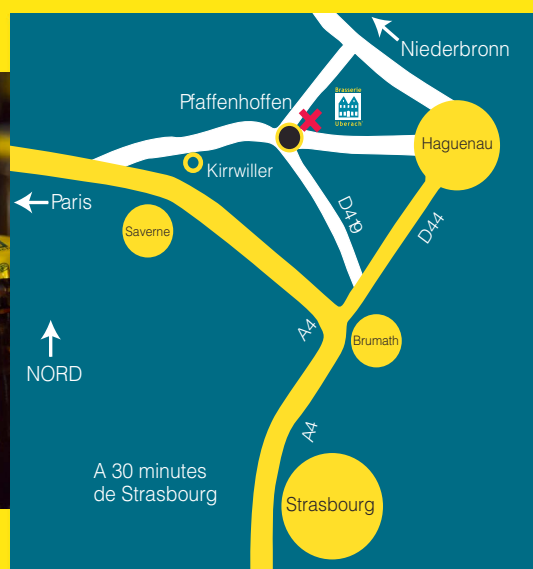 Niederbronn
Brasserie
Uberach
Pfaffenhoffen
Haguenau
Kirrwiller
Paris
D419
D44
Saverne
A4
Brumath
NORD
A4
A 30 minutes
de Strasbourg
Strasbourg